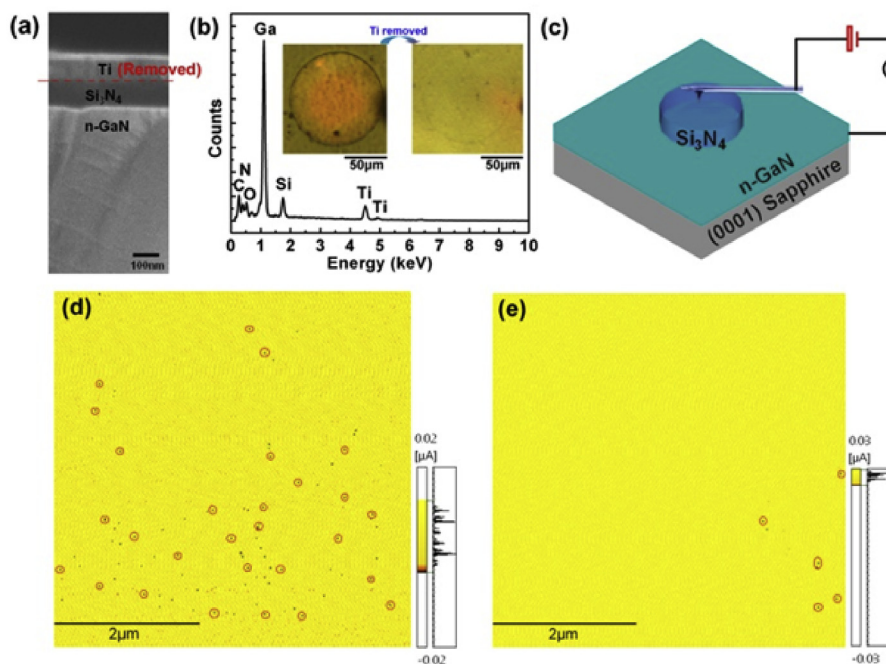 (a)
Ti (Removed)
Si3N4
n-GaN
100nm
(b)
Ga
Ti removed
50μm
50μm
Counts
N
C
O
Si
Ti
Ti
0 1 2 3 4 5 6 7 8 9 10
Energy (keV)
(c)
Si3N4
n-GaN
(0001) Sapphire
(d)
2μm
0.02
[μA]
-0.02
(e)
2μm
0.03
[μA]
-0.03